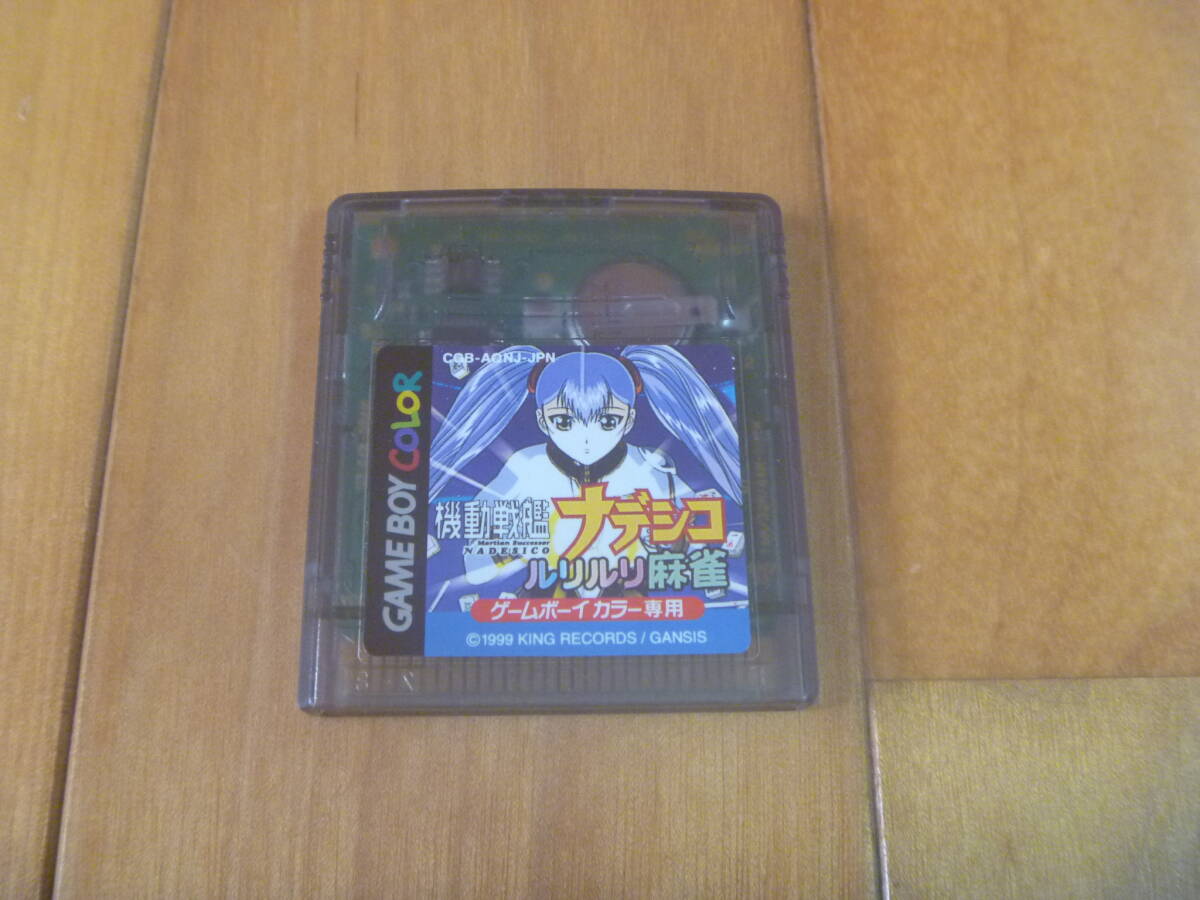 CGB-AQNJ-JPN
GAME BOY COLOR
機動戦艦
Martian Successor
NADESICO
ナデシコ
ルリルリ麻雀
ゲームボーイカラー専用
©1999 KING RECORDS / GANSIS